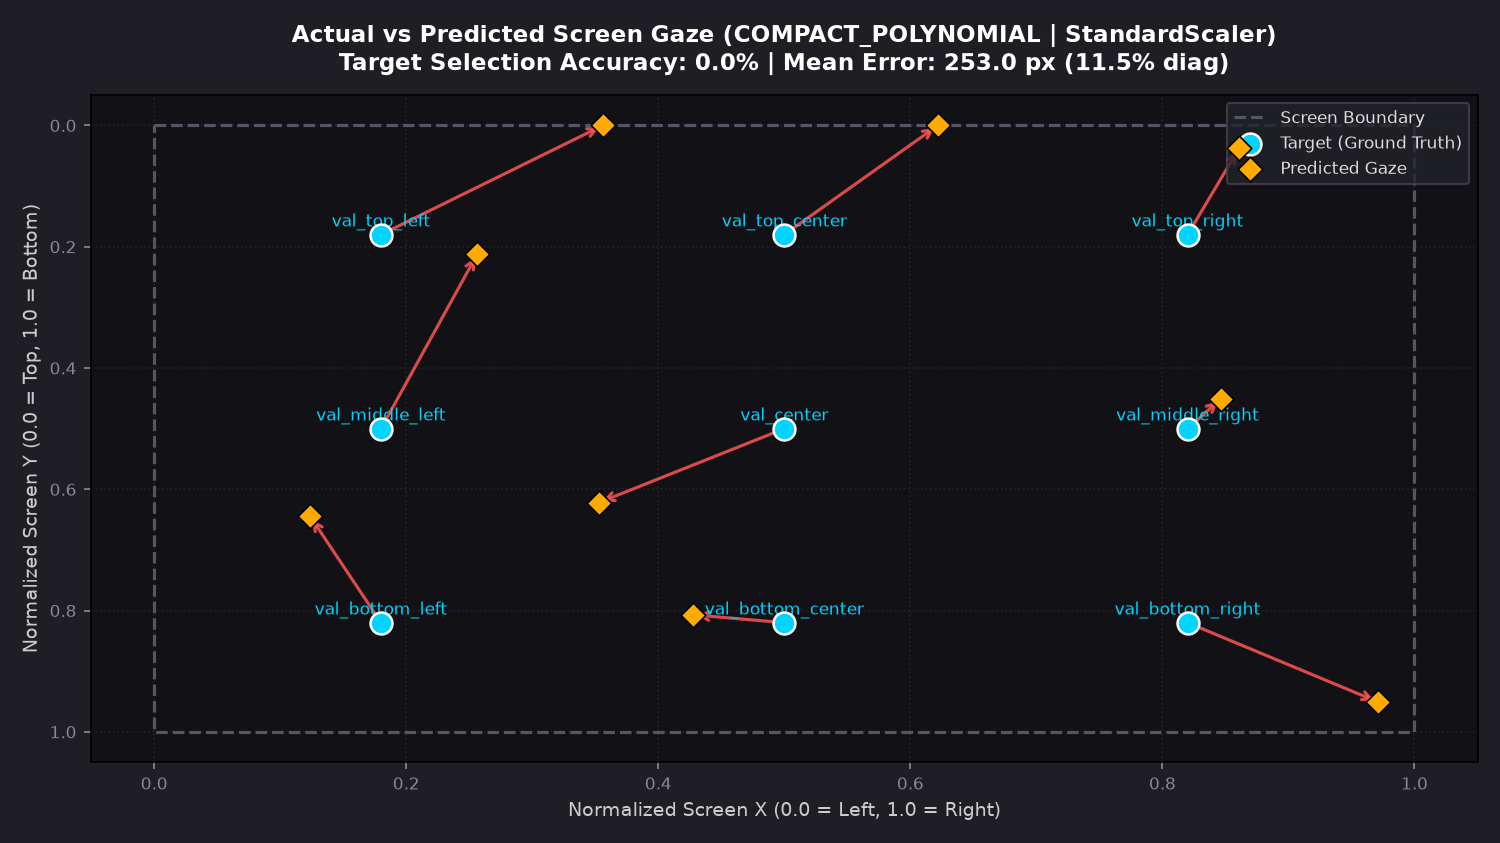 Actual vs Predicted Screen Gaze (COMPACT_POLYNOMIAL | StandardScaler)
Target Selection Accuracy: 0.0% | Mean Error: 253.0 px (11.5% diag)
Screen Boundary
Target (Ground Truth)
Predicted Gaze
val_top_left
val_top_center
val_top_right
val_middle_left
val_center
val_middle_right
val_bottom_left
val_bottom_center
val_bottom_right
0.0
0.2
0.4
0.6
0.8
1.0
Normalized Screen Y (0.0 = Top, 1.0 = Bottom)
0.0
0.2
0.4
0.6
0.8
1.0
Normalized Screen X (0.0 = Left, 1.0 = Right)